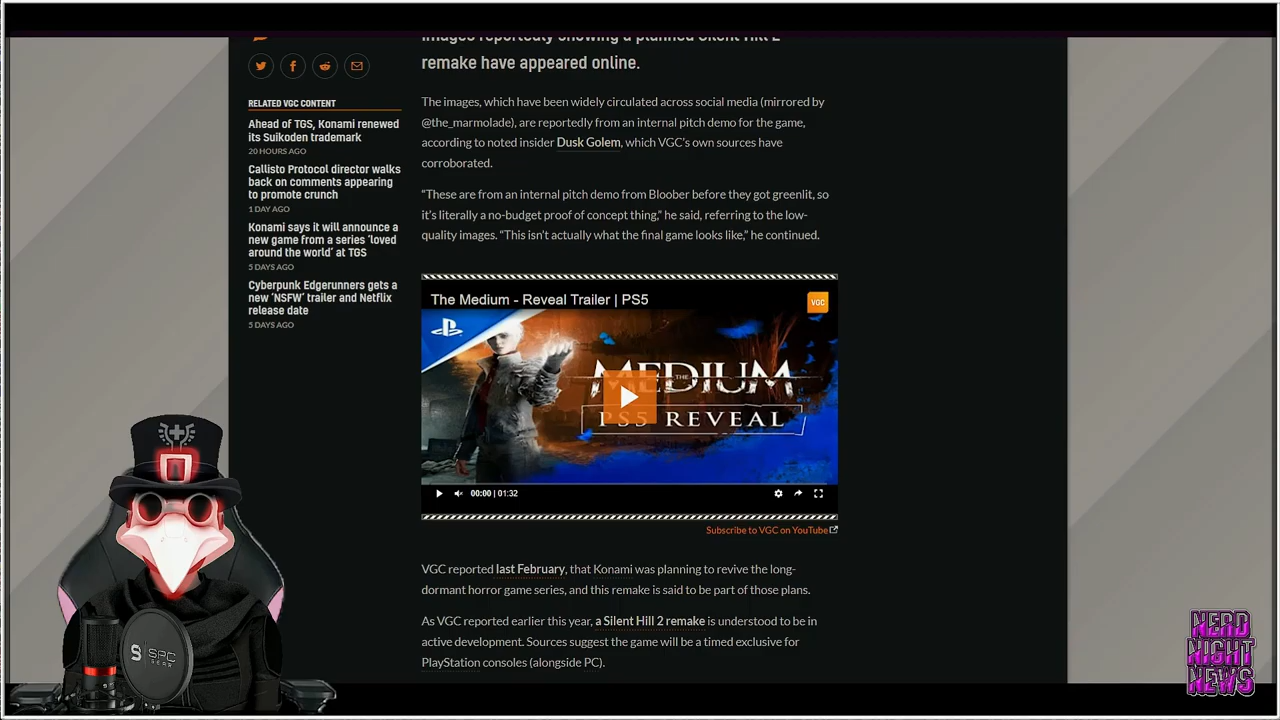 Images reportedly showing a planned Silent Hill 2
remake have appeared online.
RELATED VGC CONTENT
Ahead of TGS, Konami renewed
its Suikoden trademark
20 HOURS AGO
Callisto Protocol director walks
back on comments appearing
to promote crunch
1 DAY AGO
Konami says it will announce a
new game from a series ‘loved
around the world’ at TGS
5 DAYS AGO
Cyberpunk Edgerunners gets a
new ‘NSFW’ trailer and Netflix
release date
5 DAYS AGO
The images, which have been widely circulated across social media (mirrored by
@the_marmolade), are reportedly from an internal pitch demo for the game,
according to noted insider Dusk Golem, which VGC’s own sources have
corroborated.
“These are from an internal pitch demo from Bloober before they got greenlit, so
it’s literally a no-budget proof of concept thing,” he said, referring to the low-
quality images. “This isn’t actually what the final game looks like,” he continued.
The Medium - Reveal Trailer | PS5
VGC
THE
MEDIUM
PS5 REVEAL
00:00 | 01:32
Subscribe to VGC on YouTube
VGC reported last February, that Konami was planning to revive the long-
dormant horror game series, and this remake is said to be part of those plans.
As VGC reported earlier this year, a Silent Hill 2 remake is understood to be in
active development. Sources suggest the game will be a timed exclusive for
PlayStation consoles (alongside PC).
S SPC
GEAR
NERD
NIGHT
NEWS